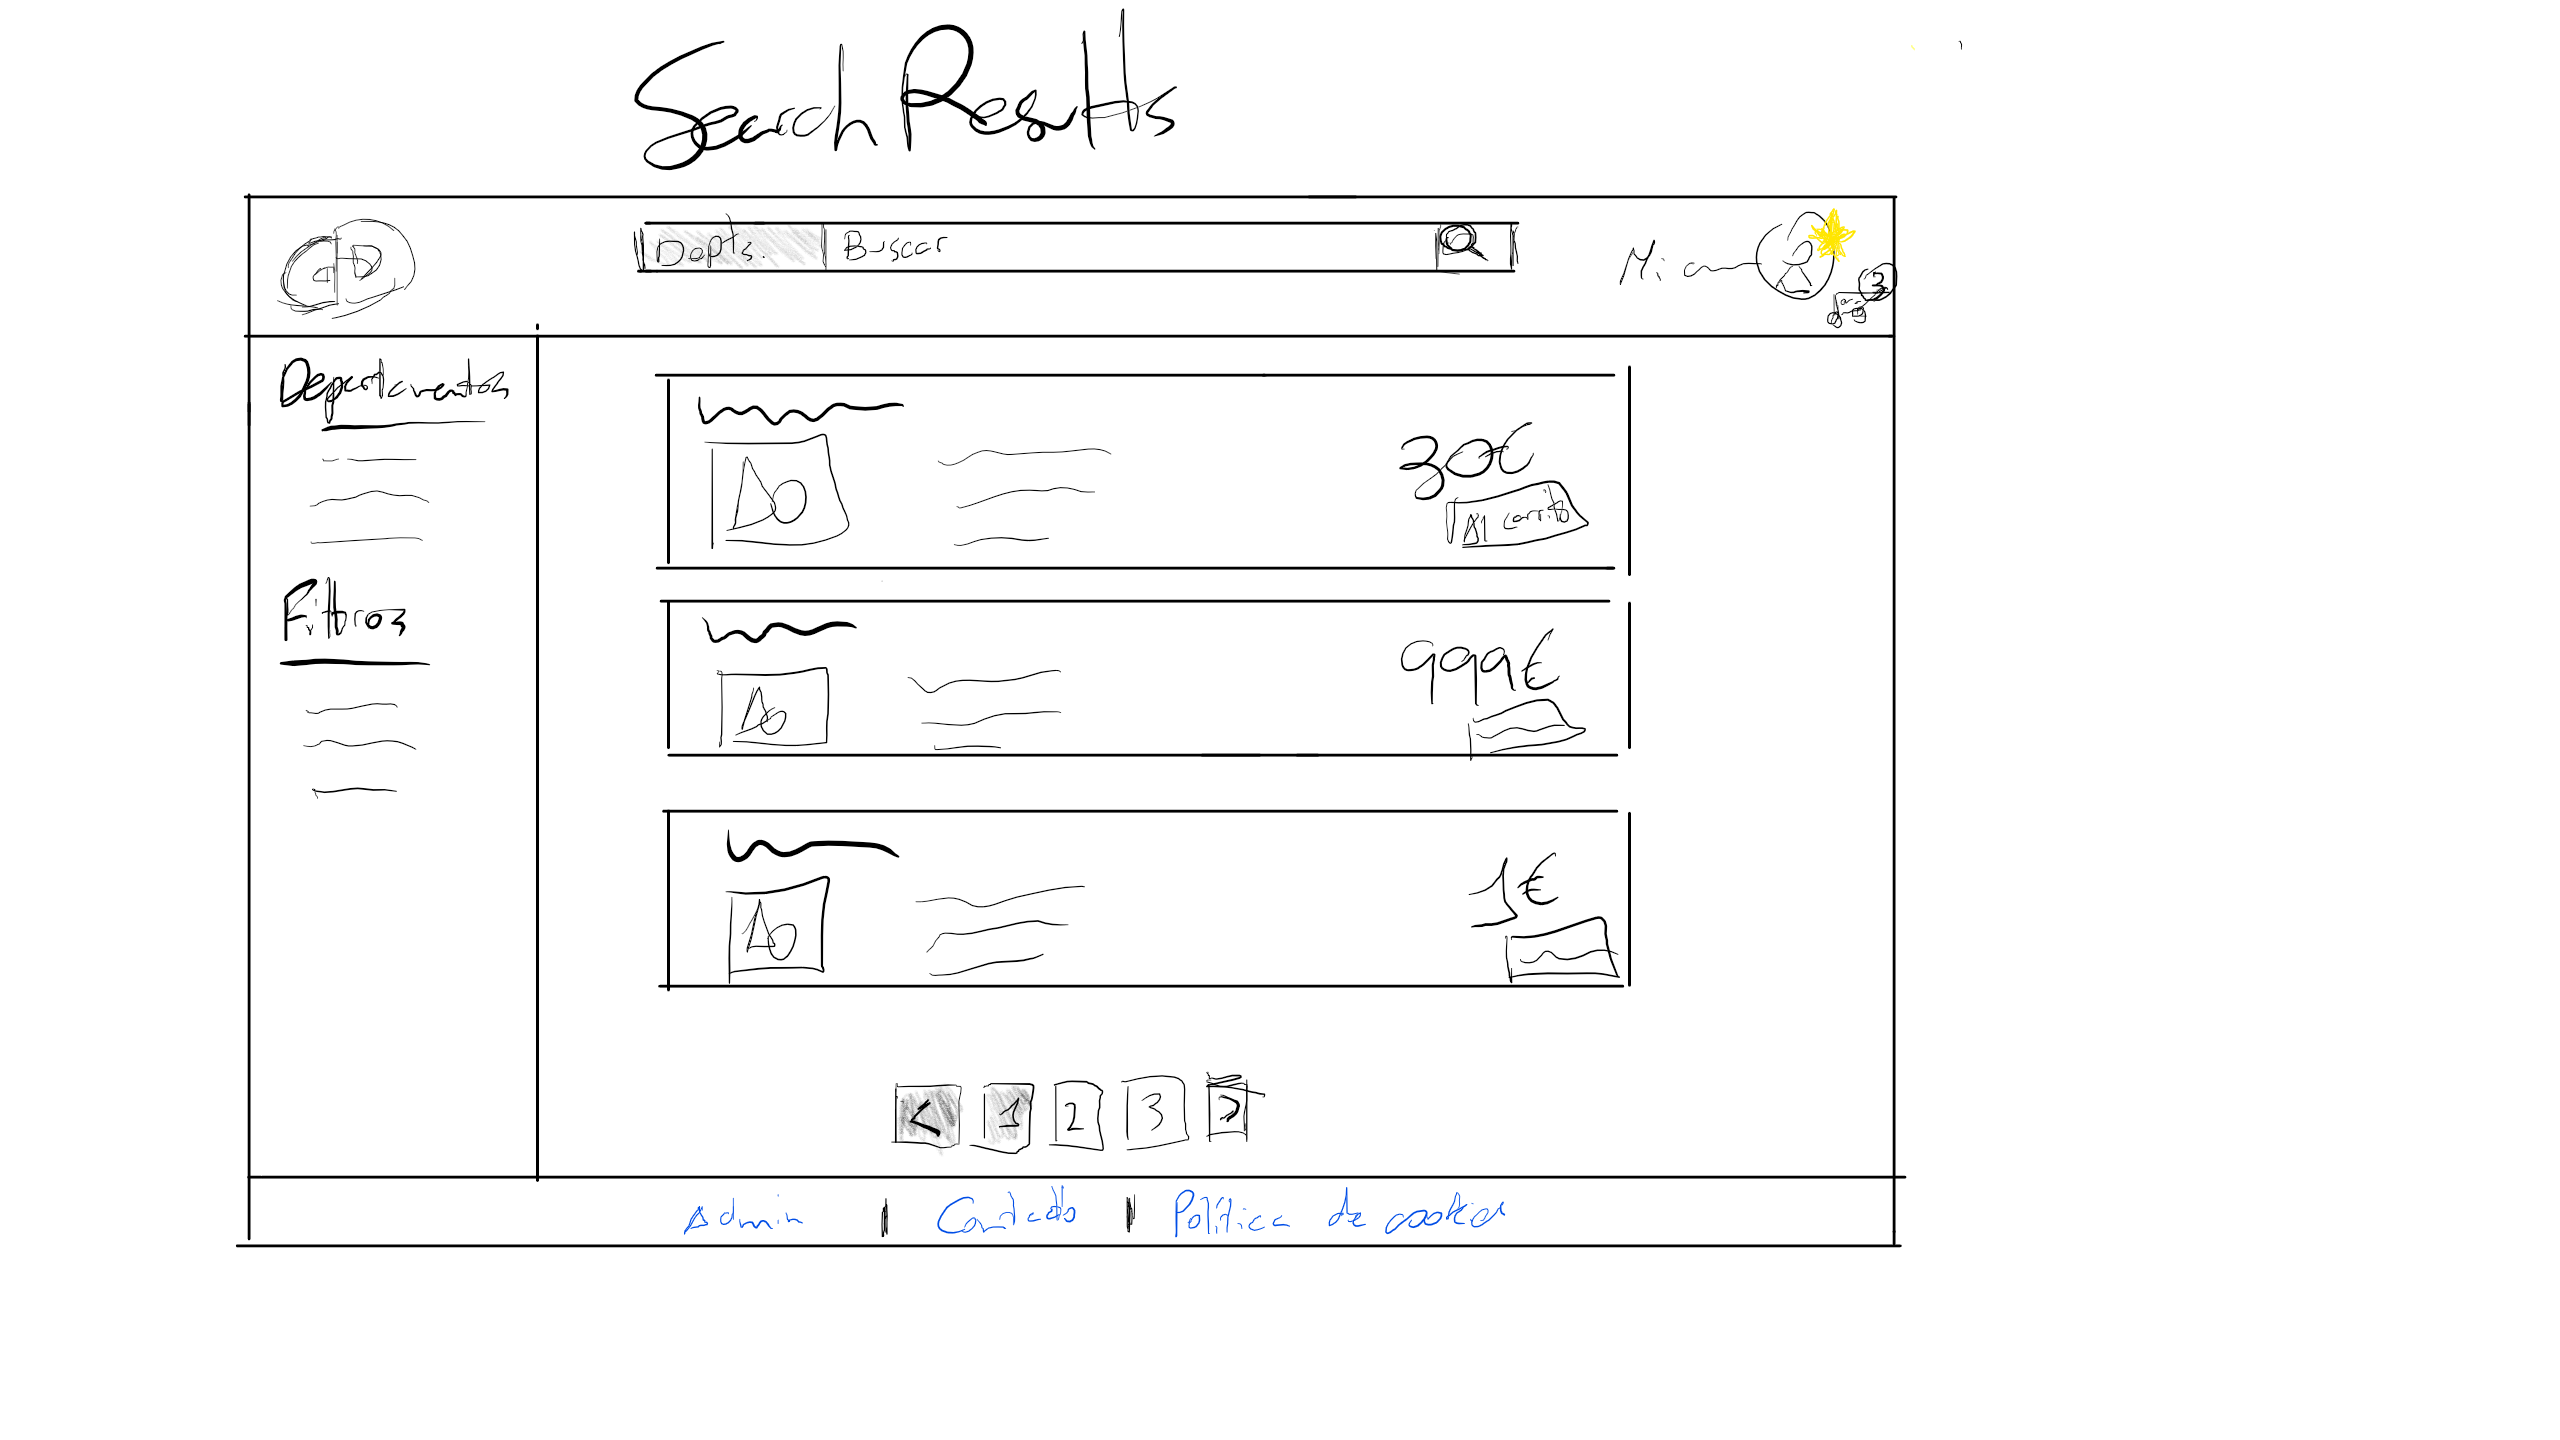 Search Results
Depts. Buscar
Mi
3
Departamentos
30€
Al carrito
Filtros
999€
1€
< 1 2 3 >
Admin | Contacto | Política de cookies